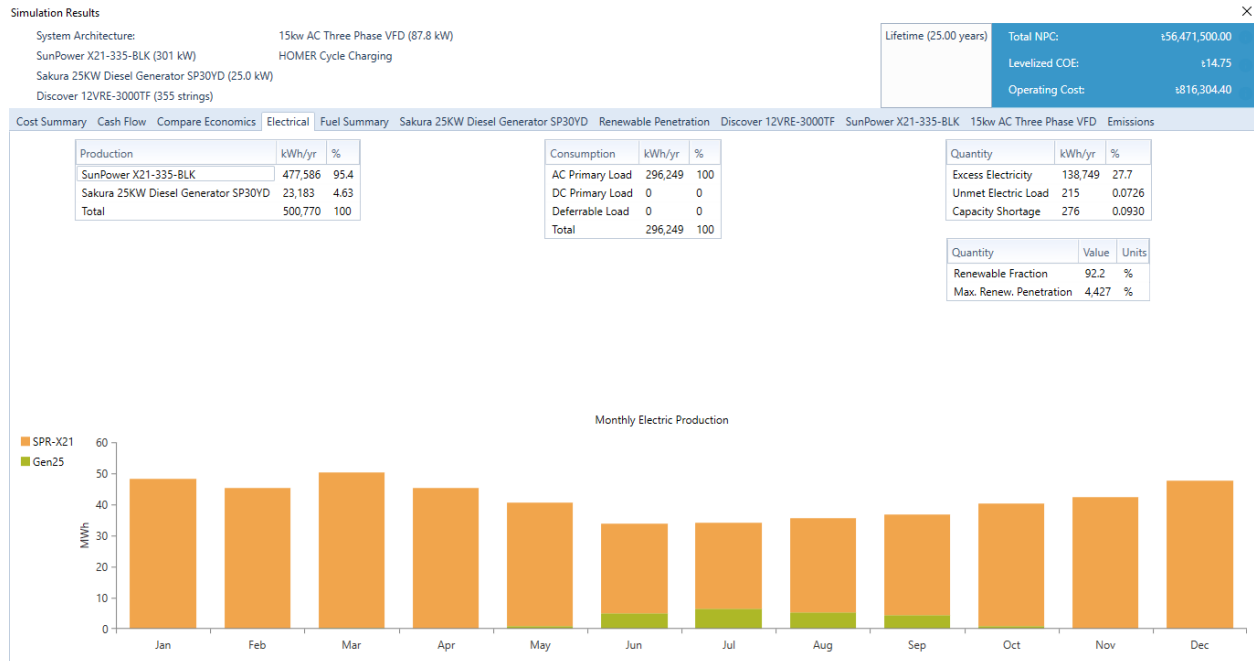 Simulation Results
System Architecture:
15kw AC Three Phase VFD (87.8 kW)
SunPower X21-335-BLK (301 kW)
HOMER Cycle Charging
Sakura 25KW Diesel Generator SP30YD (25.0 kW)
Discover 12VRE-3000TF (355 strings)
Lifetime (25.00 years)
Total NPC: ৳56,471,500.00
Levelized COE: ৳14.75
Operating Cost: ৳816,304.40
Cost Summary Cash Flow Compare Economics Electrical Fuel Summary Sakura 25KW Diesel Generator SP30YD Renewable Penetration Discover 12VRE-3000TF SunPower X21-335-BLK 15kw AC Three Phase VFD Emissions
Production kWh/yr %
SunPower X21-335-BLK 477,586 95.4
Sakura 25KW Diesel Generator SP30YD 23,183 4.63
Total 500,770 100
Consumption kWh/yr %
AC Primary Load 296,249 100
DC Primary Load 0 0
Deferrable Load 0 0
Total 296,249 100
Quantity kWh/yr %
Excess Electricity 138,749 27.7
Unmet Electric Load 215 0.0726
Capacity Shortage 276 0.0930
Quantity Value Units
Renewable Fraction 92.2 %
Max. Renew. Penetration 4,427 %
Monthly Electric Production
SPR-X21
Gen25
MWh
60
50
40
30
20
10
0
Jan Feb Mar Apr May Jun Jul Aug Sep Oct Nov Dec